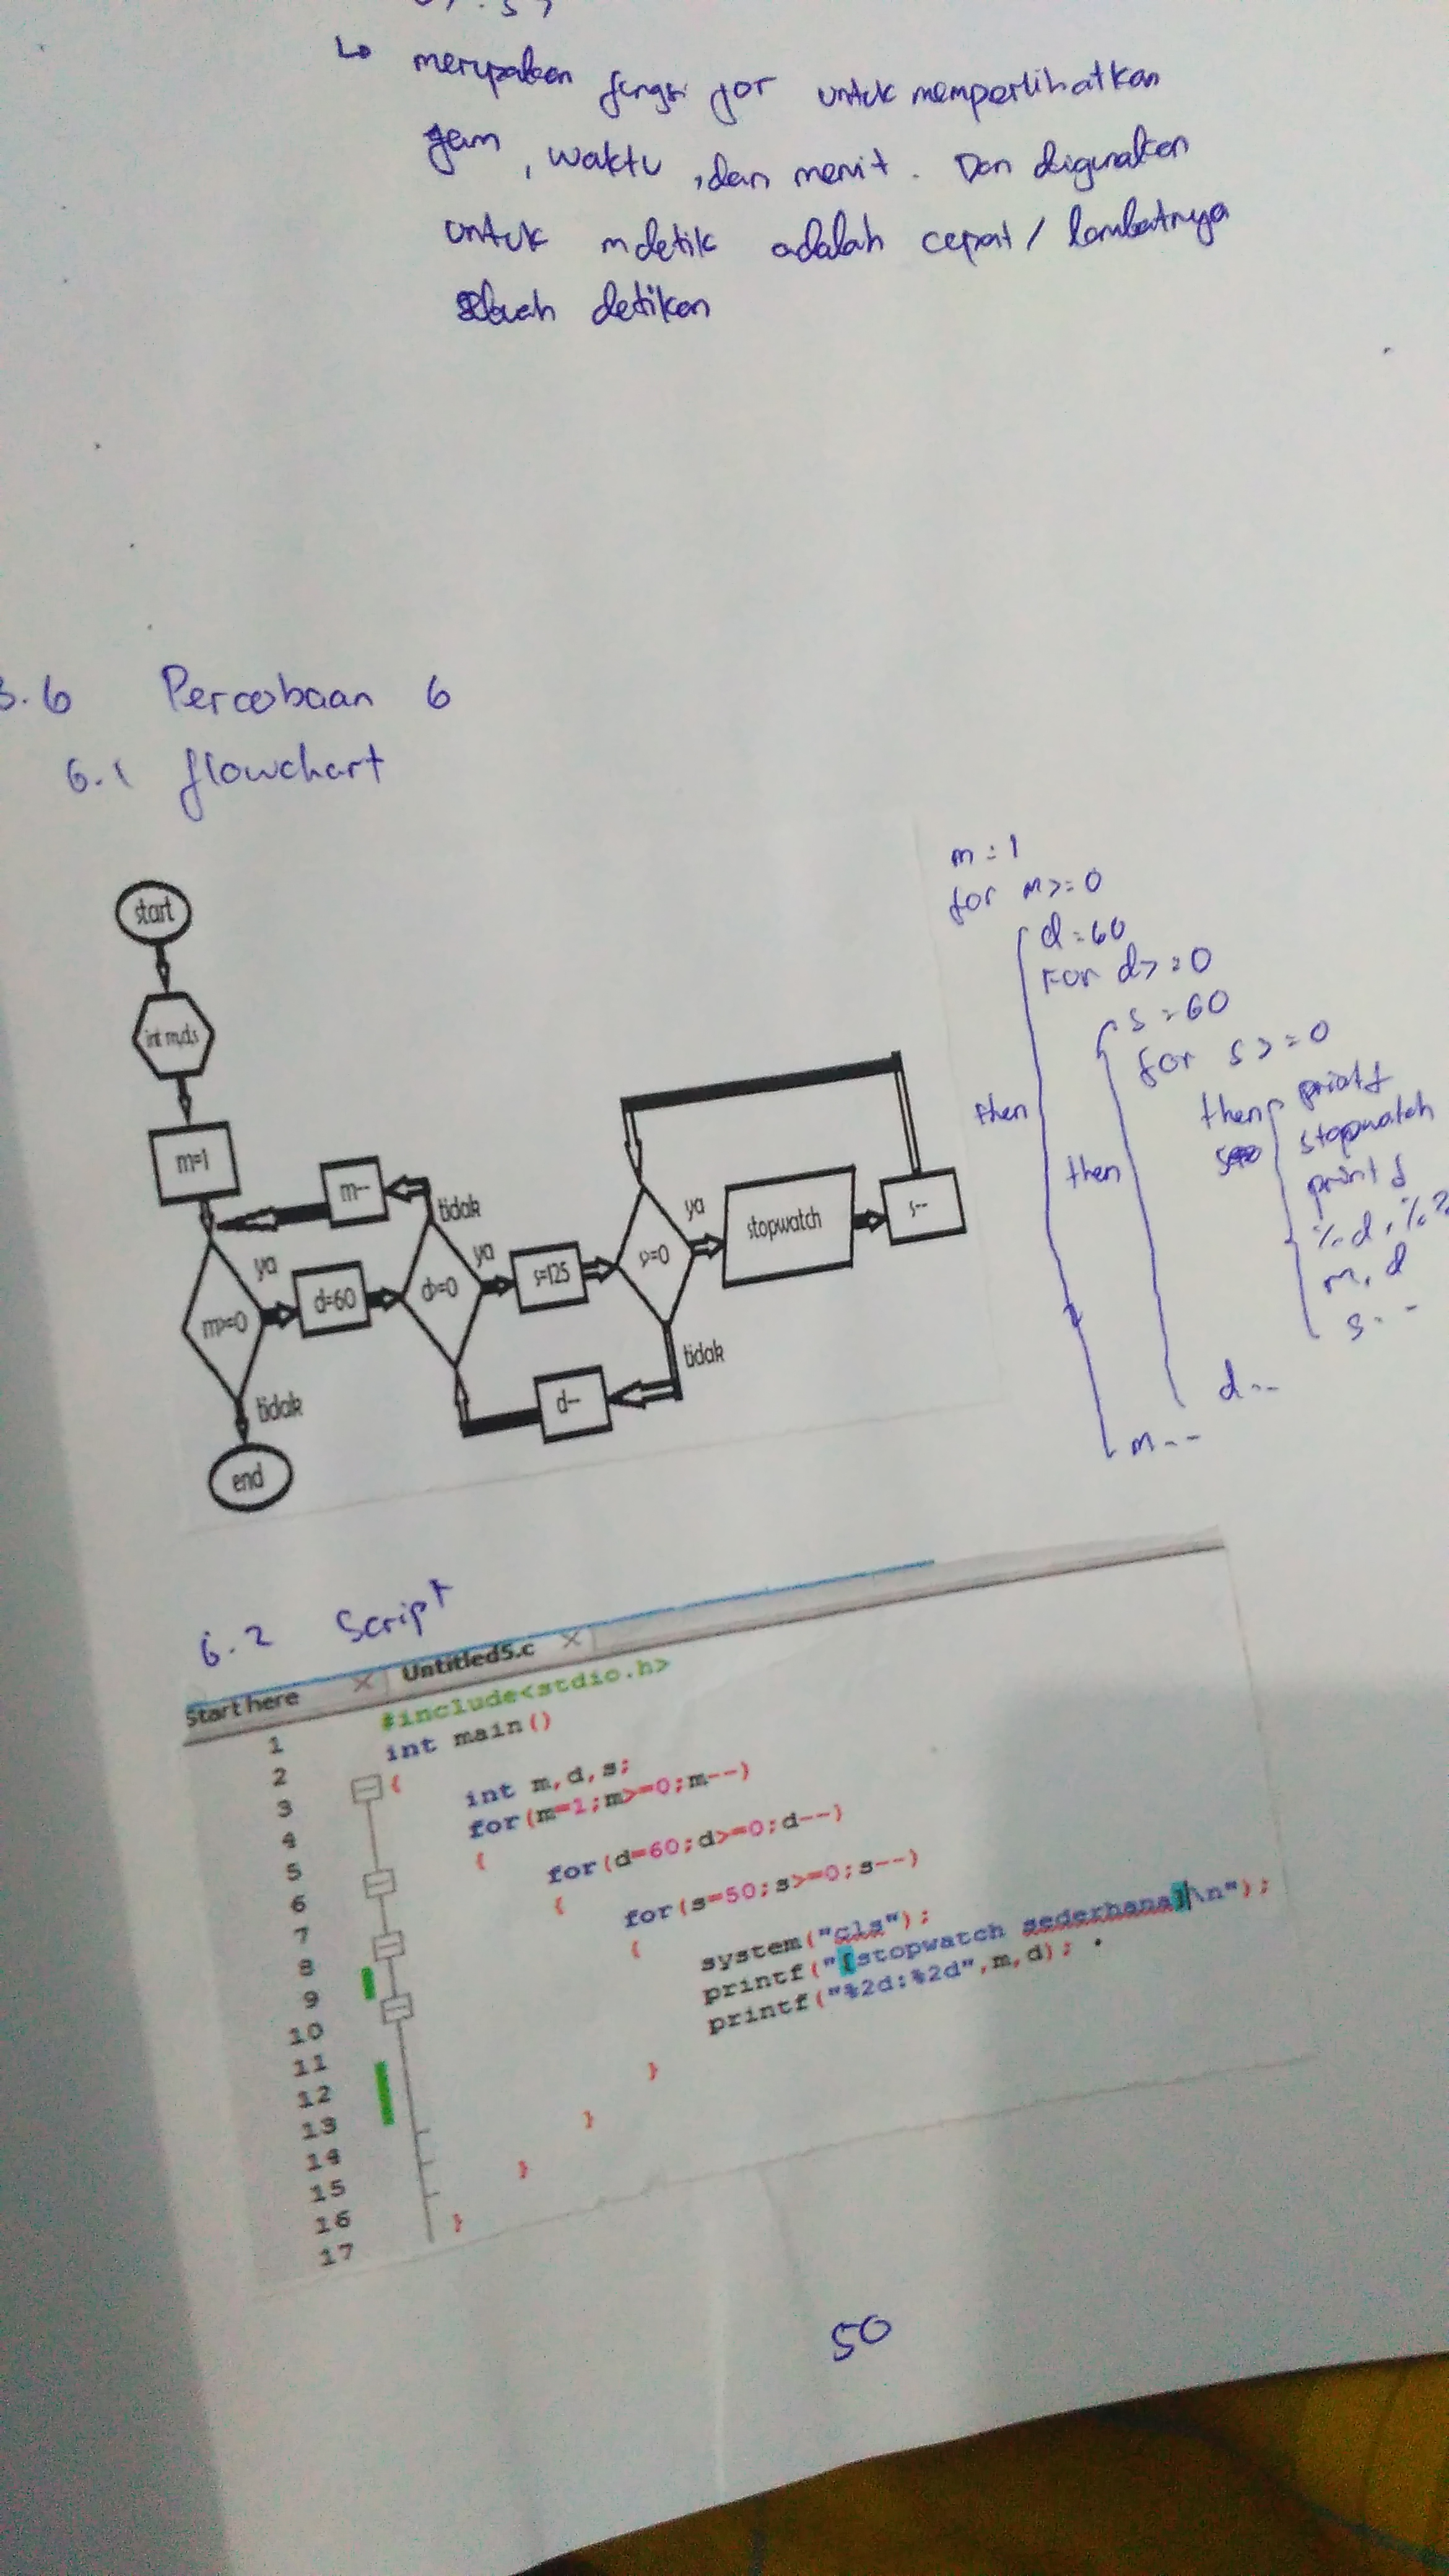 ↳ merupakan fungsi for untuk memperlihatkan
jam, waktu, dan menit. Dan digunakan
untuk mdetik adalah cepat/lambatnya
sebuah detikan
3.6 Percobaan 6
6.1 flowchart
start
int m,d,s
m=1
m>=0
ya
tidak
end
d=60
m--
d>=0
tidak
ya
s=125
s>=0
ya
tidak
d--
stopwatch
s--
m=1
for m>=0
then
d=60
For d>=0
then
s=60
for s>=0
then printf
stopwatch
printf
%d, %2
m, d
s--
d--
m--
6.2 Script
Start here Untitled5.c
1 #include<stdio.h>
2 int main()
3 {
4 int m,d,s;
5 for(m=1;m>=0;m--)
6 {
7 for(d=60;d>=0;d--)
8 {
9 for(s=50;s>=0;s--)
10 {
11 system("cls");
12 printf("[stopwatch sederhana]\n");
13 printf("%2d:%2d",m,d);
14 }
15 }
16 }
17 }
50